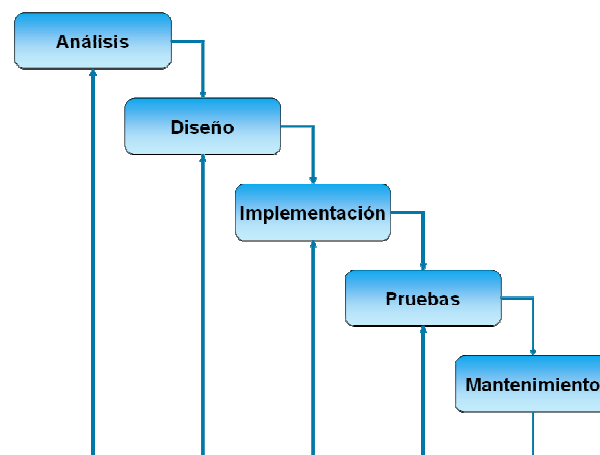 Análisis
Diseño
Implementación
Pruebas
Mantenimiento